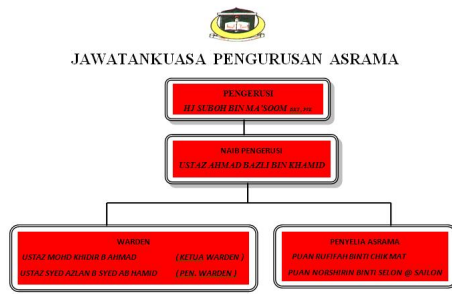 JAWATANKUASA PENGURUSAN ASRAMA
PENGERUSI
HJ SUBOH BIN MA'SOOM
NAIB PENGERUSI
USTAZ AHMAD BAZLI BIN KHAMID
WARDEN
USTAZ MOHD KHIDIR B AHMAD (KETUA WARDEN )
USTAZ SYED AZLAN B SYED AB HAMID (PEN. WARDEN )
PENYELIA ASRAMA
PUAN RUFIFAH BINTI CHIK MAT
PUAN NORSHIRIN BINTI SELON @ SAILON